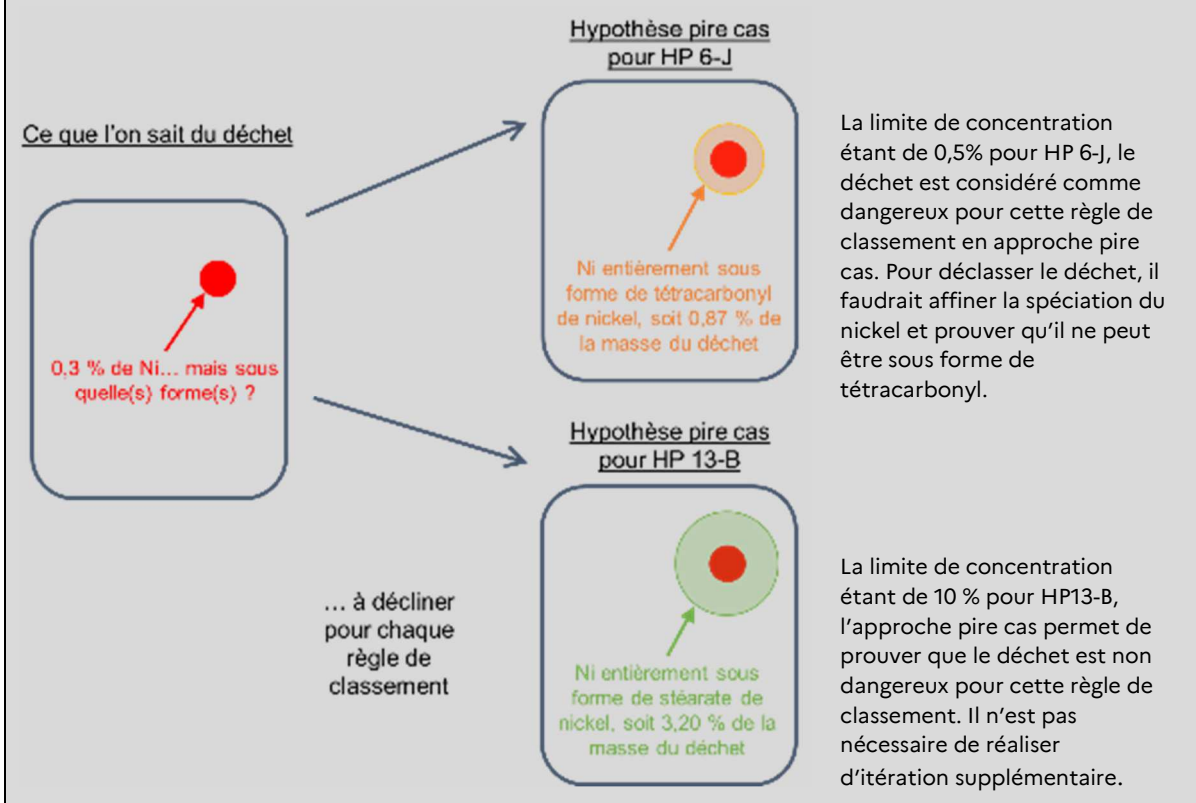 Ce que l'on sait du déchet
0,3 % de Ni... mais sous
quelle(s) forme(s) ?
Hypothèse pire cas
pour HP 6-J
Ni entièrement sous
forme de tétracarbonyl
de nickel, soit 0,87 % de
la masse du déchet
La limite de concentration
étant de 0,5% pour HP 6-J, le
déchet est considéré comme
dangereux pour cette règle de
classement en approche pire
cas. Pour déclasser le déchet, il
faudrait affiner la spéciation du
nickel et prouver qu'il ne peut
être sous forme de
tétracarbonyl.
... à décliner
pour chaque
règle de
classement
Hypothèse pire cas
pour HP 13-B
Ni entièrement sous
forme de stéarate de
nickel, soit 3,20 % de la
masse du déchet
La limite de concentration
étant de 10 % pour HP13-B,
l'approche pire cas permet de
prouver que le déchet est non
dangereux pour cette règle de
classement. Il n'est pas
nécessaire de réaliser
d'itération supplémentaire.